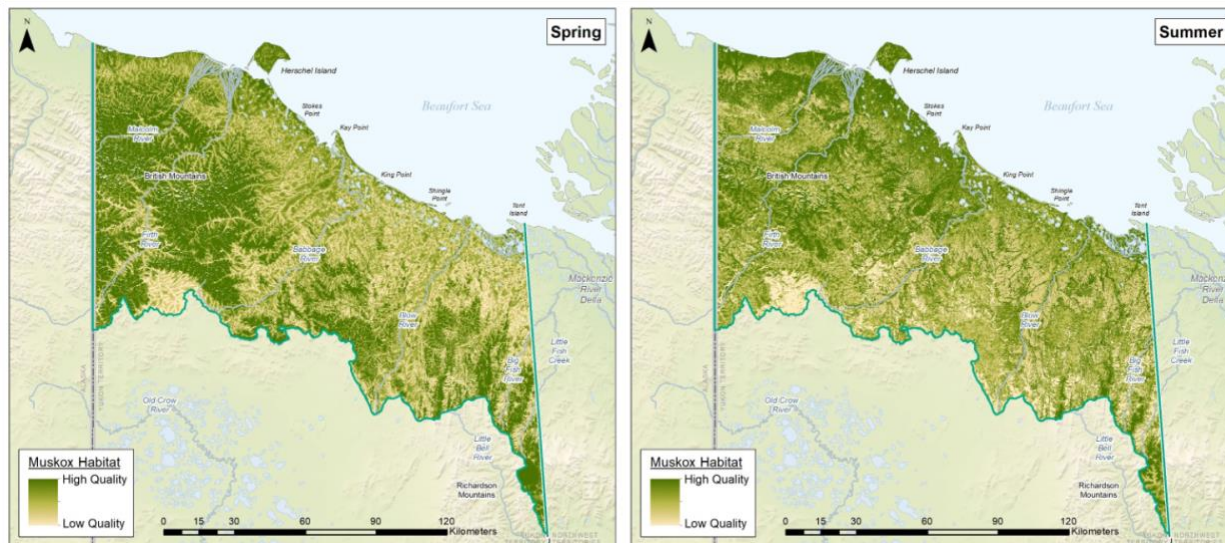 N
Spring
Herschel Island
Beaufort Sea
Stokes
Point
Kay Point
Malcolm
River
King Point
British Mountains
Shingle
Point
Tent
Island
Firth
River
Babbage
River
Mackenzie
River
Delta
Blow
River
Little
Fish
Creek
Big
Fish
River
Old Crow
River
Little
Bell
River
Richardson
Mountains
Muskox Habitat
High Quality
Low Quality
0 15 30 60 90 120
Kilometers
N
Summer
Herschel Island
Beaufort Sea
Stokes
Point
Kay Point
Malcolm
River
King Point
British Mountains
Shingle
Point
Tent
Island
Firth
River
Babbage
River
Mackenzie
River
Delta
Blow
River
Little
Fish
Creek
Big
Fish
River
Old Crow
River
Little
Bell
River
Richardson
Mountains
Muskox Habitat
High Quality
Low Quality
0 15 30 60 90 120
Kilometers